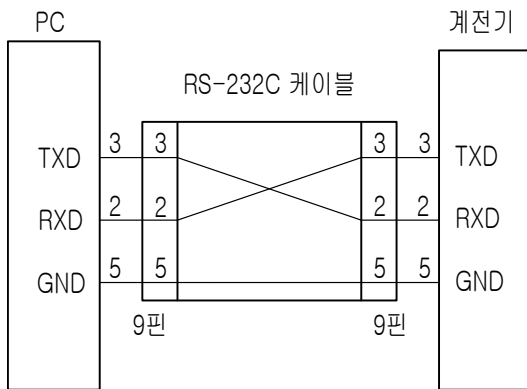 PC
계전기
RS-232C 케이블
TXD 3 3 3 3 TXD
RXD 2 2 2 2 RXD
GND 5 5 5 5 GND
9핀 9핀